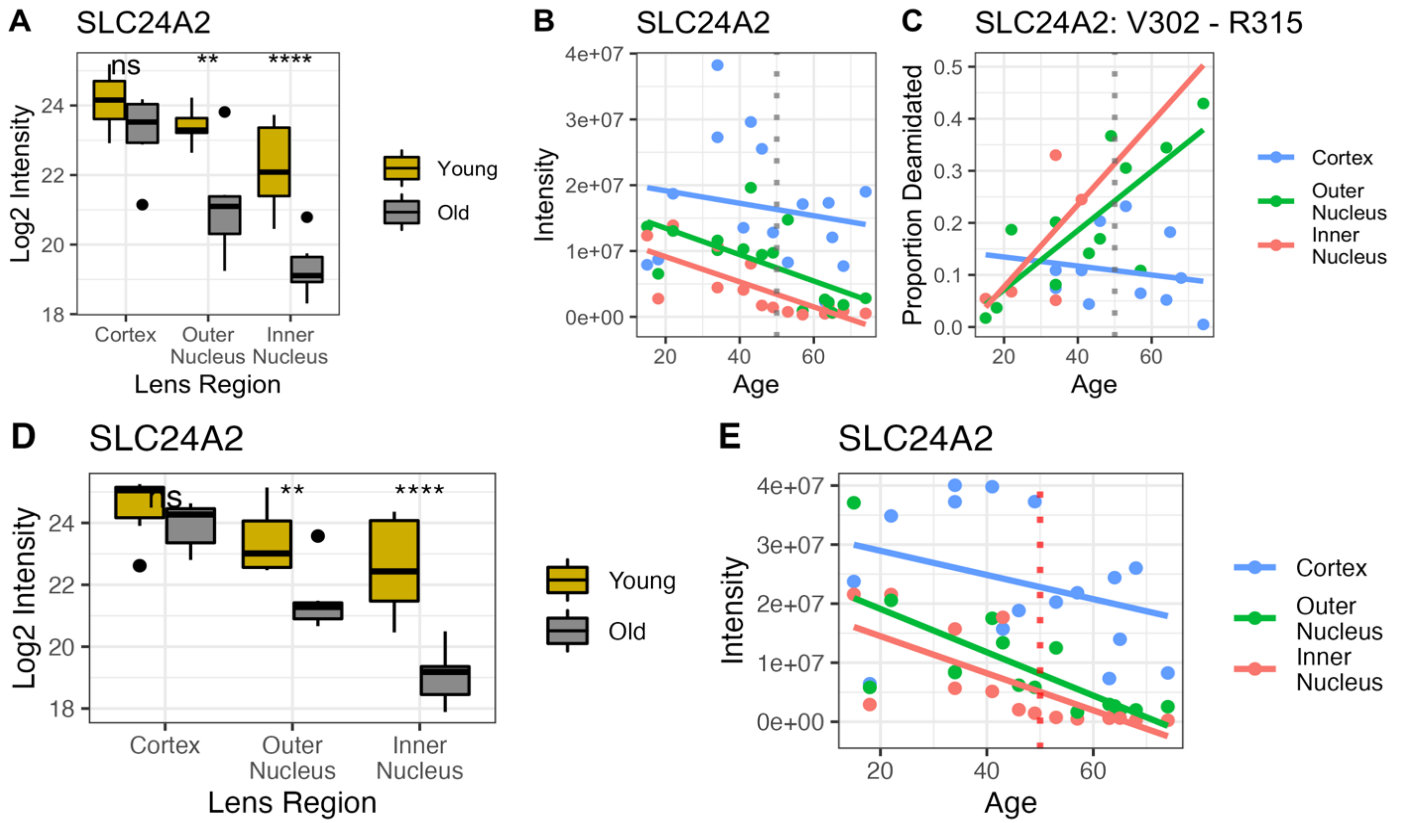 A
SLC24A2
Log2 Intensity
24
22
20
18
ns
**
****
Cortex
Outer
Nucleus
Inner
Nucleus
Lens Region
Young
Old
B
SLC24A2
Intensity
4e+07
3e+07
2e+07
1e+07
0e+00
20
40
60
Age
C
SLC24A2: V302 - R315
Proportion Deamidated
0.5
0.4
0.3
0.2
0.1
0.0
20
40
60
Age
Cortex
Outer
Nucleus
Inner
Nucleus
D
SLC24A2
Log2 Intensity
24
22
20
18
ns
**
****
Cortex
Outer
Nucleus
Inner
Nucleus
Lens Region
Young
Old
E
SLC24A2
Intensity
4e+07
3e+07
2e+07
1e+07
0e+00
20
40
60
Age
Cortex
Outer
Nucleus
Inner
Nucleus